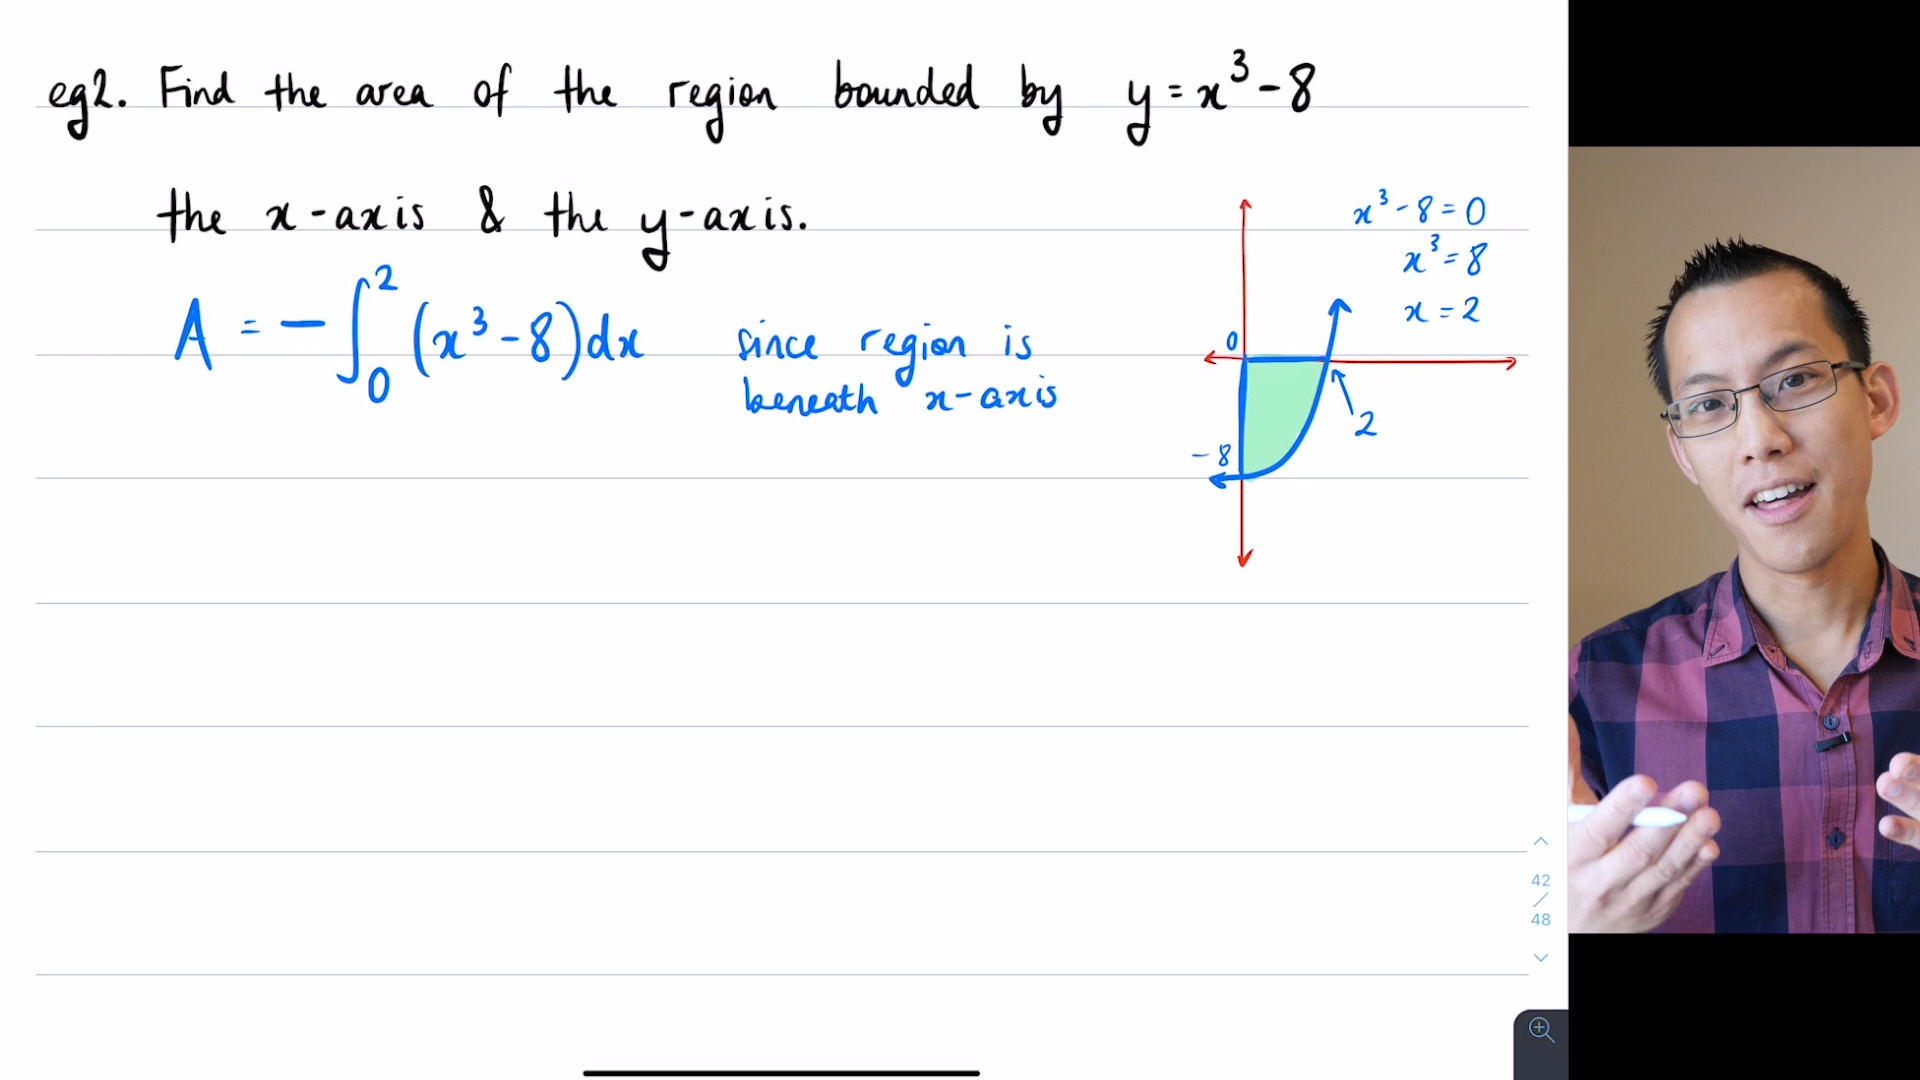 eg2. Find the area of the region bounded by y = x³ - 8
the x-axis & the y-axis.
A = - ∫₀² (x³ - 8) dx since region is
beneath x-axis
x³ - 8 = 0
x³ = 8
x = 2
0
2
-8
42
/
48